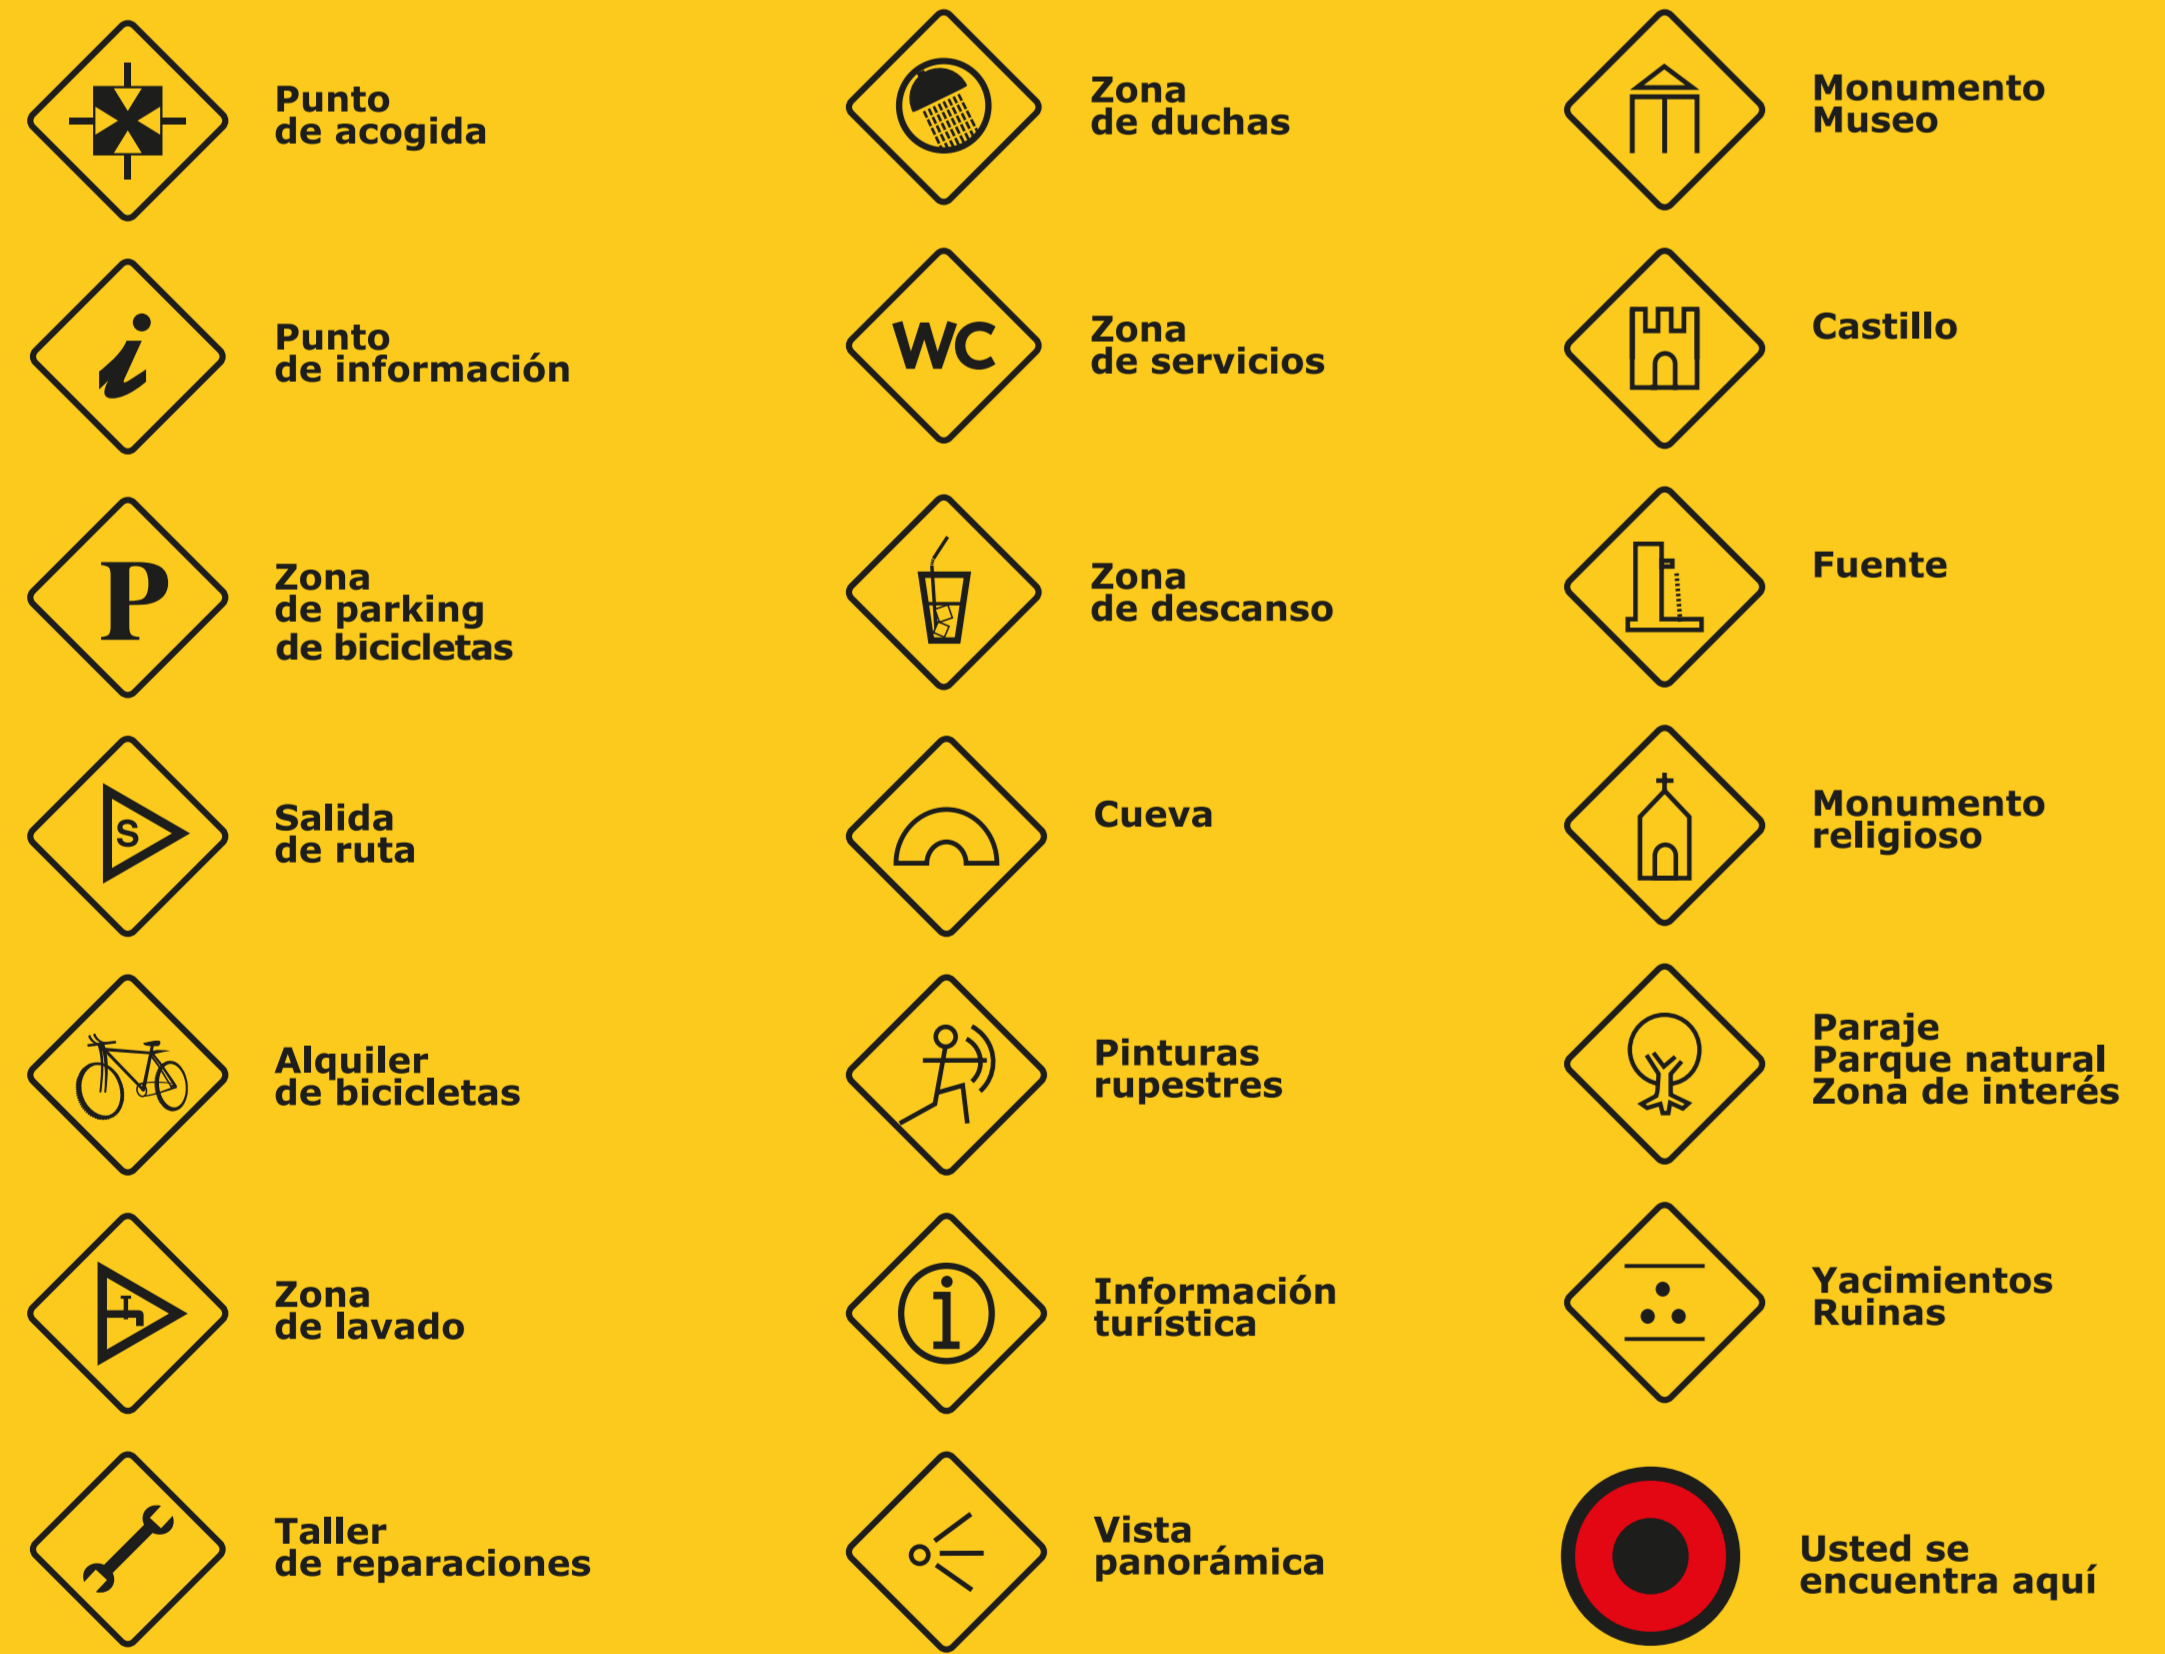 Punto
de acogida
i
Punto
de información
P
Zona
de parking
de bicicletas
S
Salida
de ruta
Alquiler
de bicicletas
Zona
de lavado
Taller
de reparaciones
Zona
de duchas
WC
Zona
de servicios
Zona
de descanso
Cueva
Pinturas
rupestres
i
Información
turística
Vista
panorámica
Monumento
Museo
Castillo
Fuente
Monumento
religioso
Paraje
Parque natural
Zona de interés
Yacimientos
Ruinas
Usted se
encuentra aquí